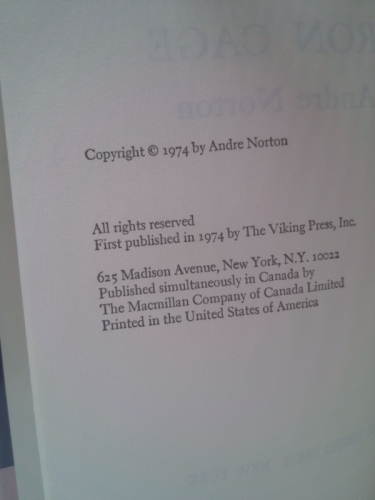 Copyright © 1974 by Andre Norton
All rights reserved
First published in 1974 by The Viking Press, Inc.
625 Madison Avenue, New York, N.Y. 10022
Published simultaneously in Canada by
The Macmillan Company of Canada Limited
Printed in the United States of America